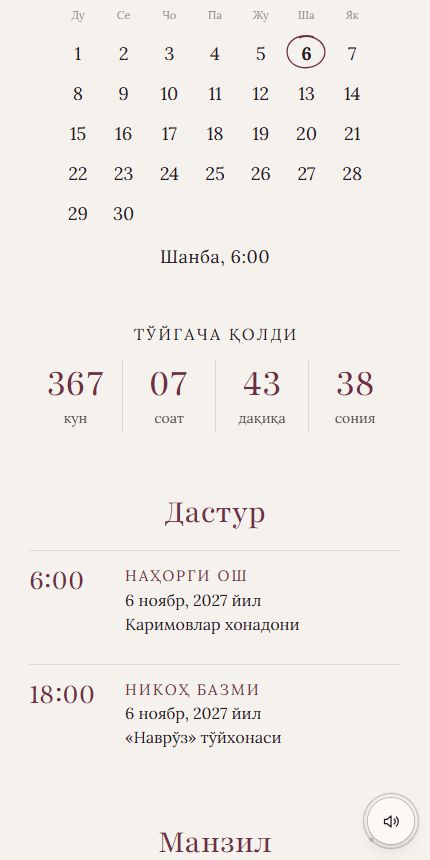 Ду Се Чо Па Жу Ша Як
1 2 3 4 5 6 7
8 9 10 11 12 13 14
15 16 17 18 19 20 21
22 23 24 25 26 27 28
29 30
Шанба, 6:00
ТЎЙГАЧА ҚОЛДИ
367 07 43 38
кун соат дақиқа сония
Дастур
6:00 НАҲОРГИ ОШ
6 ноябр, 2027 йил
Каримовлар хонадони
18:00 НИКОҲ БАЗМИ
6 ноябр, 2027 йил
«Наврўз» тўйхонаси
Манзил